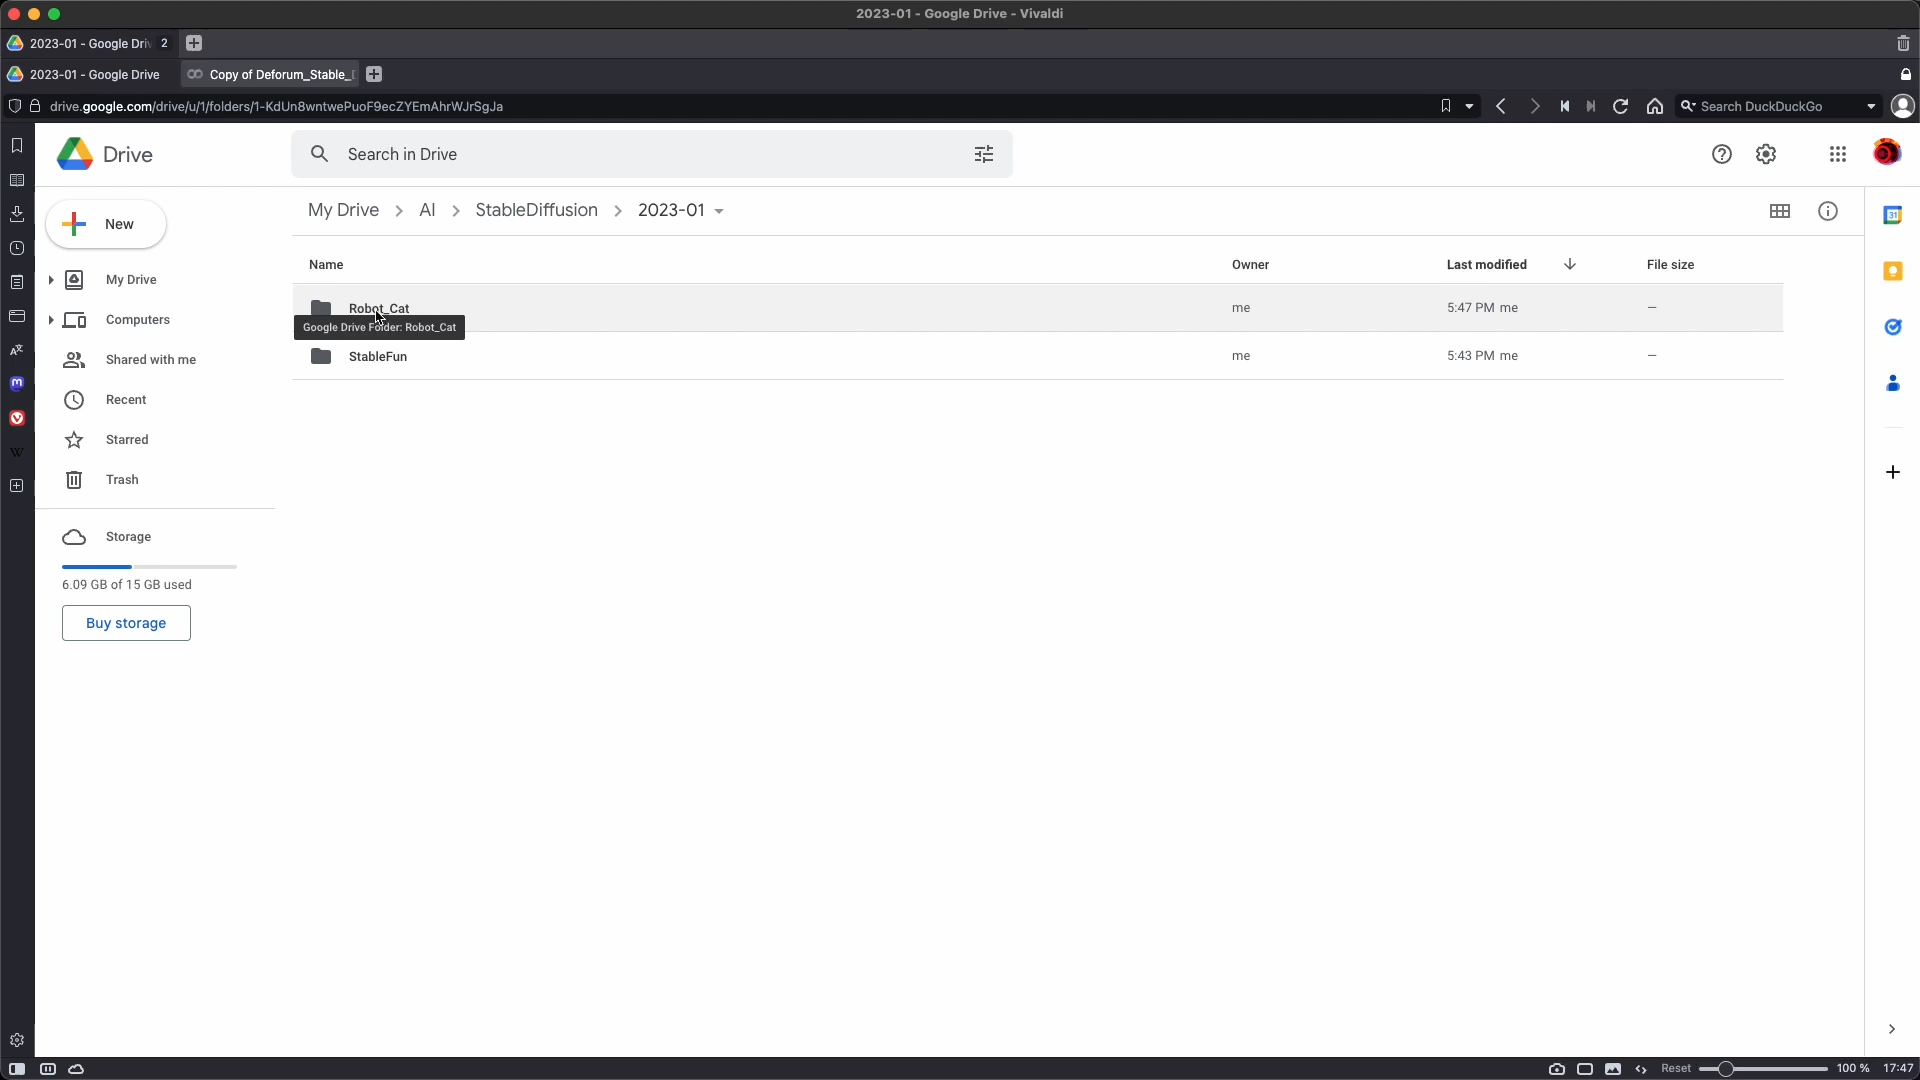 2023-01 - Google Drive - Vivaldi
2023-01 - Google Driv 2
2023-01 - Google Drive
Copy of Deforum_Stable_
drive.google.com/drive/u/1/folders/1-KdUn8wntwePuoF9ecZYEmAhrWJrSgJa
Search DuckDuckGo
Drive
Search in Drive
New
My Drive
AI
StableDiffusion
2023-01
Name
Owner
Last modified
File size
Robot_Cat
me
5:47 PM me
–
Google Drive Folder: Robot_Cat
StableFun
me
5:43 PM me
–
My Drive
Computers
Shared with me
Recent
Starred
Trash
Storage
6.09 GB of 15 GB used
Buy storage
31
Reset
100 %
17:47